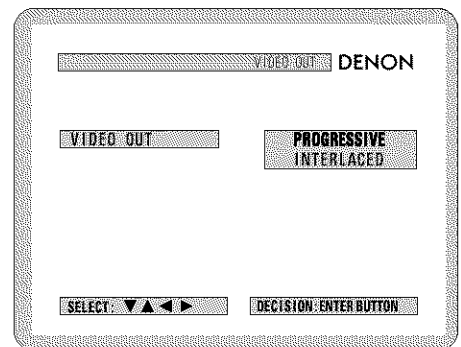 VIDEO OUT DENON
VIDEO OUT
PROGRESSIVE
INTERLACED
SELECT: ▼▲◀▶ DECISION:ENTER BUTTON